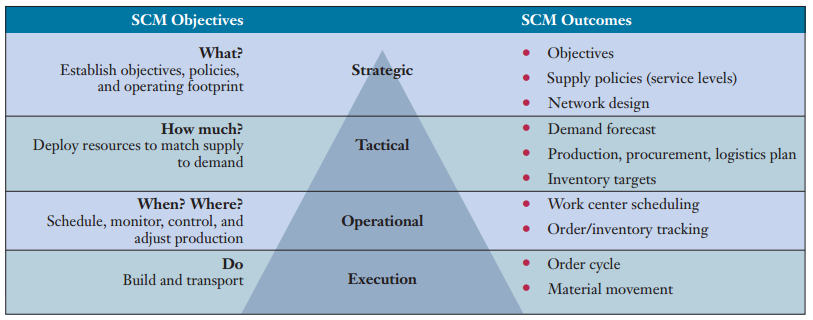 SCM Objectives SCM Outcomes
What?
Establish objectives, policies,
and operating footprint
Strategic
• Objectives
• Supply policies (service levels)
• Network design
How much?
Deploy resources to match supply
to demand
Tactical
• Demand forecast
• Production, procurement, logistics plan
• Inventory targets
When? Where?
Schedule, monitor, control, and
adjust production
Operational
• Work center scheduling
• Order/inventory tracking
Do
Build and transport
Execution
• Order cycle
• Material movement